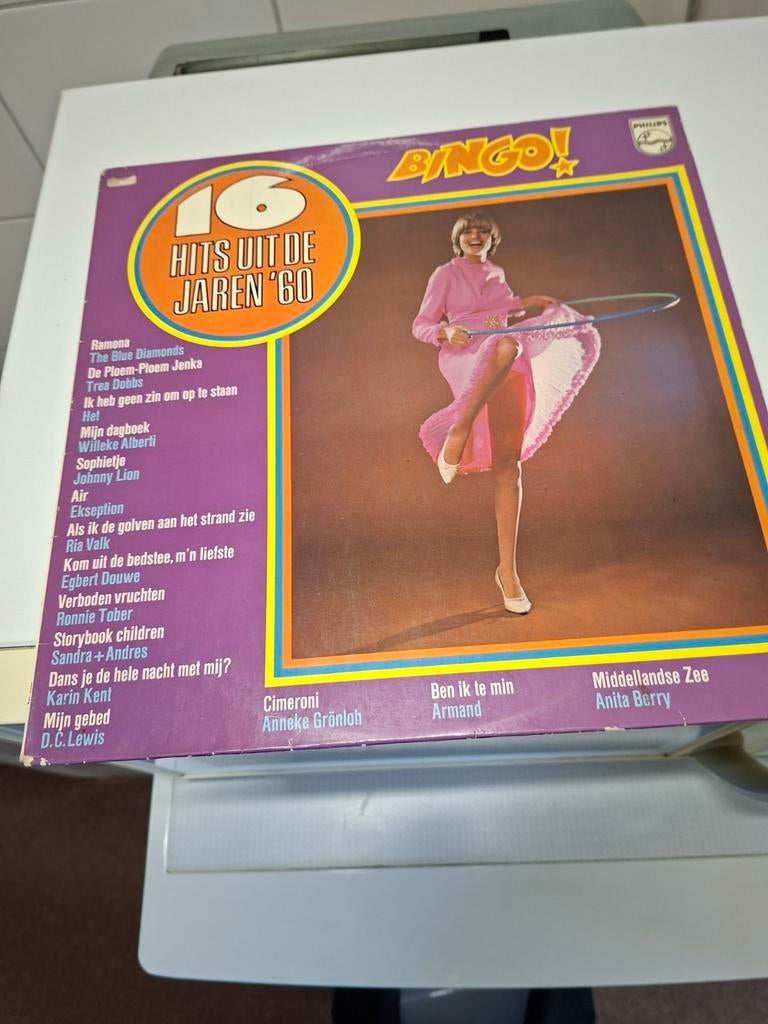 BINGO!
PHILIPS
16
HITS UIT DE
JAREN '60
Ramona
The Blue Diamonds
De Ploem-Ploem Jenka
Trea Dobbs
Ik heb geen zin om op te staan
Het
Mijn dagboek
Willeke Alberti
Sophietje
Johnny Lion
Air
Ekseption
Als ik de golven aan het strand zie
Ria Valk
Kom uit de bedstee, m'n liefste
Egbert Douwe
Verboden vruchten
Ronnie Tober
Storybook children
Sandra+Andres
Dans je de hele nacht met mij?
Karin Kent
Mijn gebed
D.C. Lewis
Cimeroni
Anneke Grönloh
Ben ik te min
Armand
Middellandse Zee
Anita Berry